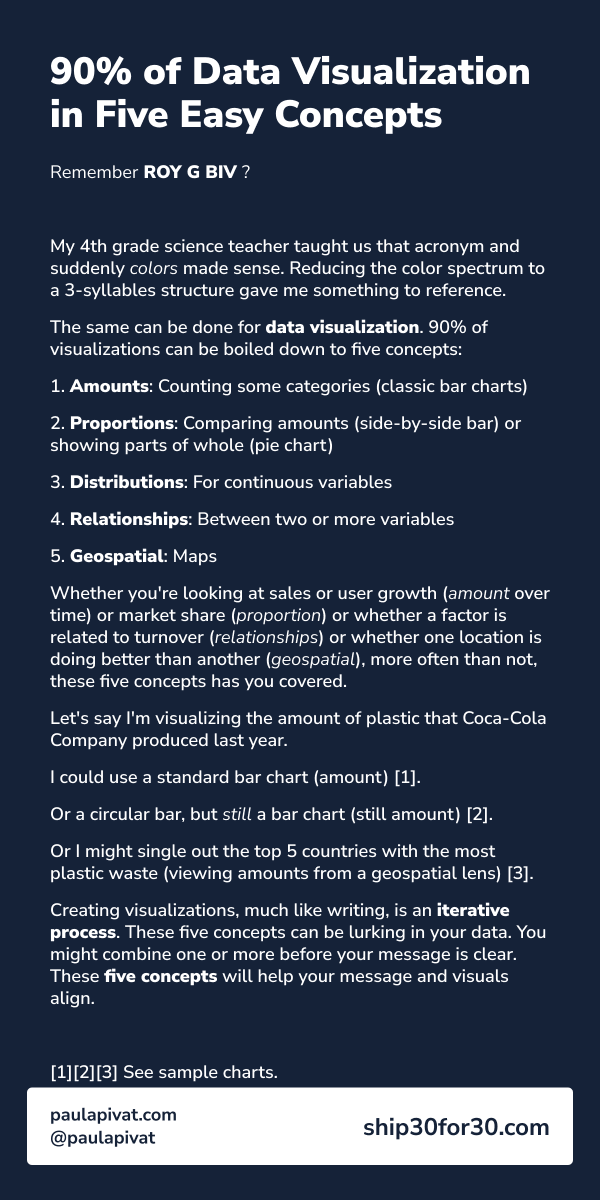 90% of Data Visualization
in Five Easy Concepts
Remember ROY G BIV ?
My 4th grade science teacher taught us that acronym and
suddenly colors made sense. Reducing the color spectrum to
a 3-syllables structure gave me something to reference.
The same can be done for data visualization. 90% of
visualizations can be boiled down to five concepts:
1. Amounts: Counting some categories (classic bar charts)
2. Proportions: Comparing amounts (side-by-side bar) or
showing parts of whole (pie chart)
3. Distributions: For continuous variables
4. Relationships: Between two or more variables
5. Geospatial: Maps
Whether you're looking at sales or user growth (amount over
time) or market share (proportion) or whether a factor is
related to turnover (relationships) or whether one location is
doing better than another (geospatial), more often than not,
these five concepts has you covered.
Let's say I'm visualizing the amount of plastic that Coca-Cola
Company produced last year.
I could use a standard bar chart (amount) [1].
Or a circular bar, but still a bar chart (still amount) [2].
Or I might single out the top 5 countries with the most
plastic waste (viewing amounts from a geospatial lens) [3].
Creating visualizations, much like writing, is an iterative
process. These five concepts can be lurking in your data. You
might combine one or more before your message is clear.
These five concepts will help your message and visuals
align.
[1][2][3] See sample charts.
paulapivat.com
@paulapivat
ship30for30.com